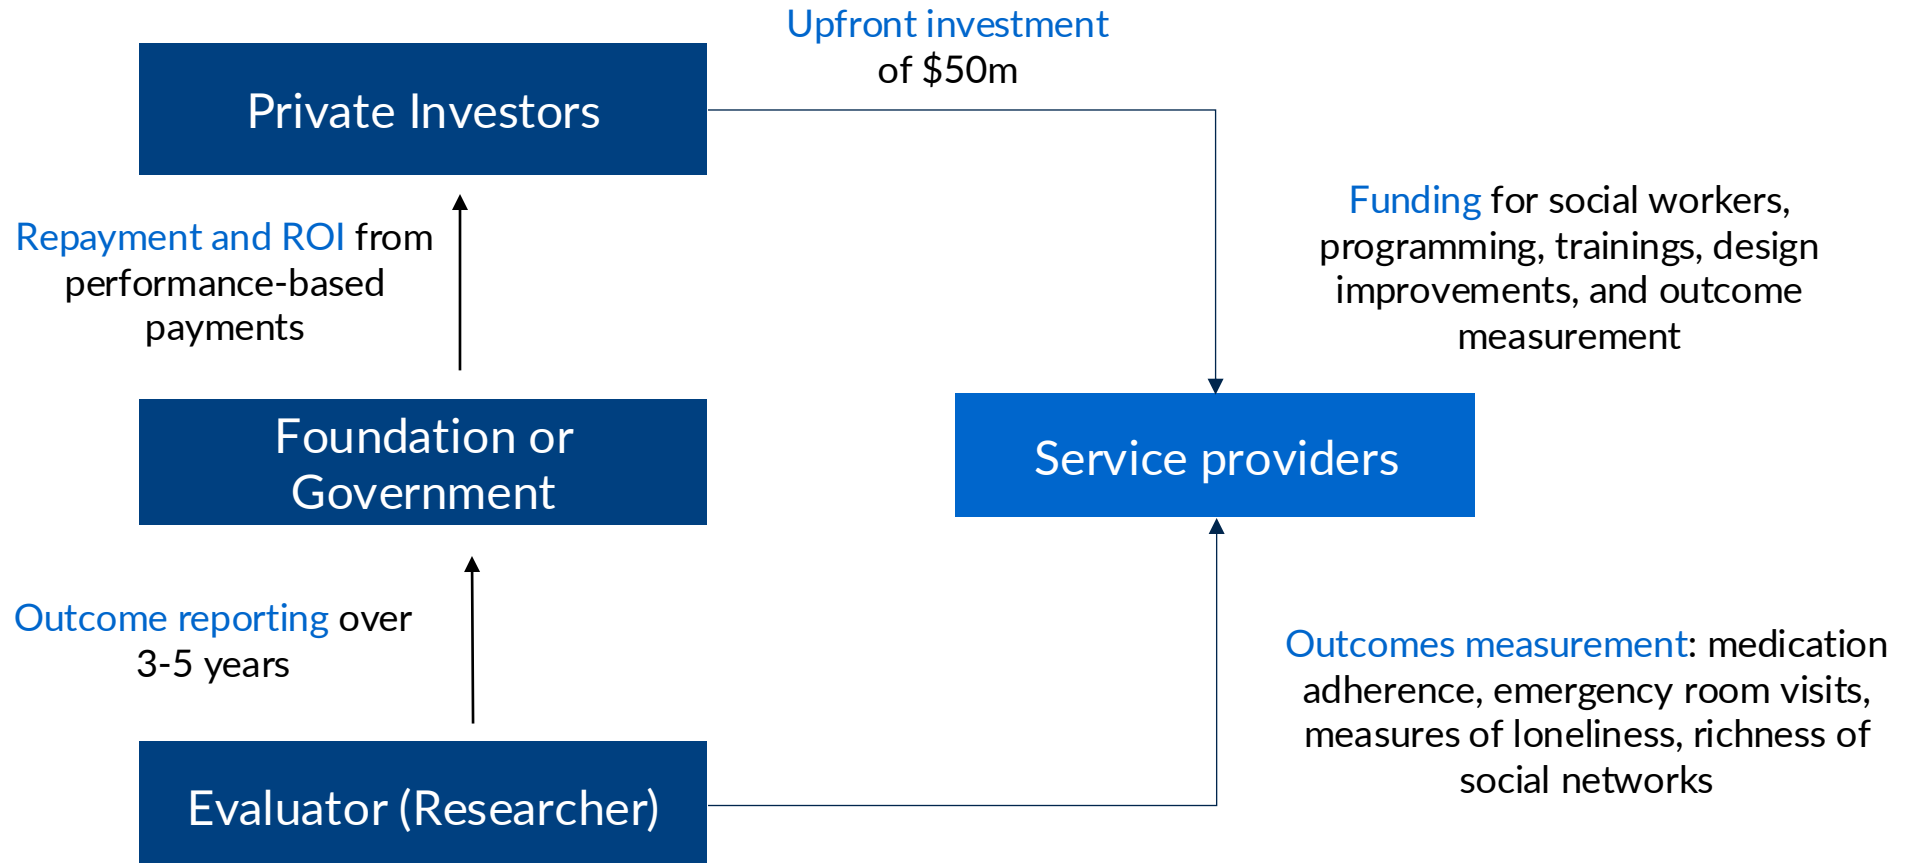 Upfront investment
of $50m
Private Investors
Funding for social workers,
programming, trainings, design
improvements, and outcome
measurement
Repayment and ROI from
performance-based
payments
Foundation or
Government
Service providers
Outcome reporting over
3-5 years
Outcomes measurement: medication
adherence, emergency room visits,
measures of loneliness, richness of
social networks
Evaluator (Researcher)